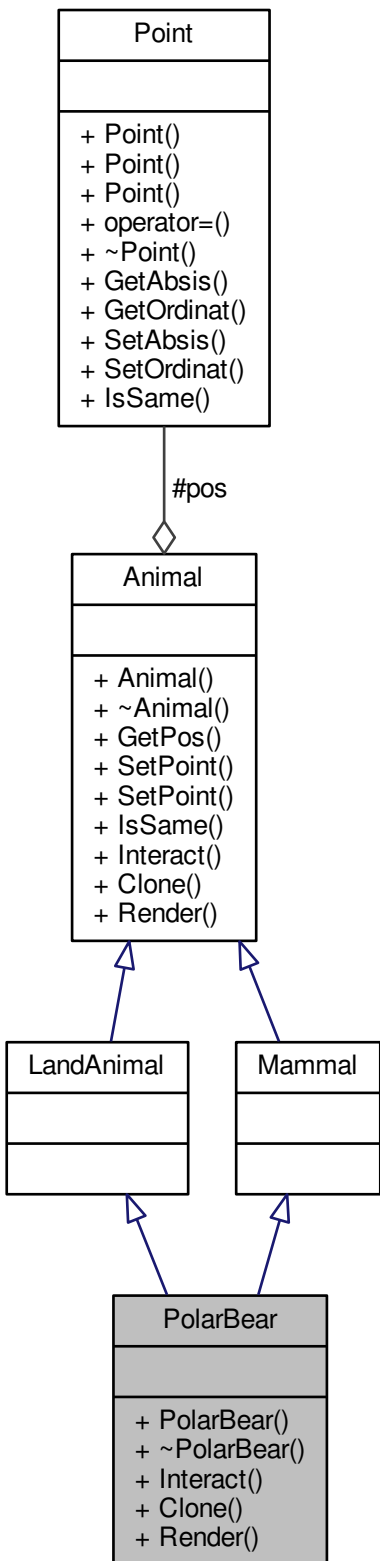 Point
+ Point()
+ Point()
+ Point()
+ operator=()
+ ~Point()
+ GetAbsis()
+ GetOrdinat()
+ SetAbsis()
+ SetOrdinat()
+ IsSame()
#pos
Animal
+ Animal()
+ ~Animal()
+ GetPos()
+ SetPoint()
+ SetPoint()
+ IsSame()
+ Interact()
+ Clone()
+ Render()
LandAnimal
Mammal
PolarBear
+ PolarBear()
+ ~PolarBear()
+ Interact()
+ Clone()
+ Render()